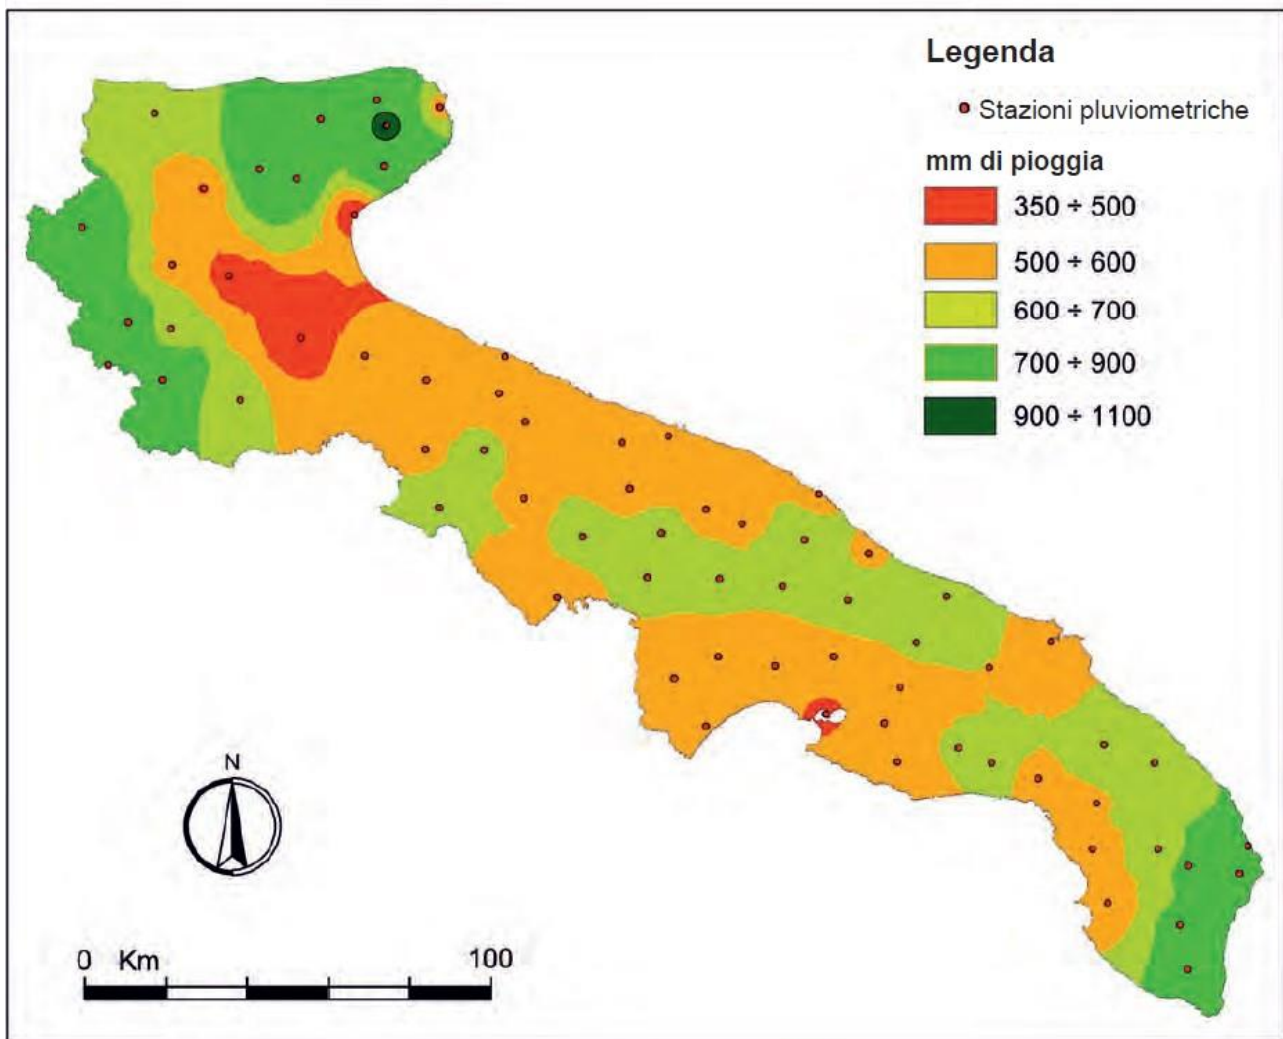 Legenda
Stazioni pluviometriche
mm di pioggia
350 ÷ 500
500 ÷ 600
600 ÷ 700
700 ÷ 900
900 ÷ 1100
N
0 Km 100